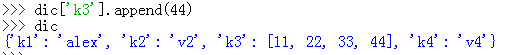 >>> dic['k3'].append(44)
>>> dic
{'k1': 'alex', 'k2': 'v2', 'k3': [11, 22, 33, 44], 'k4': 'v4'}